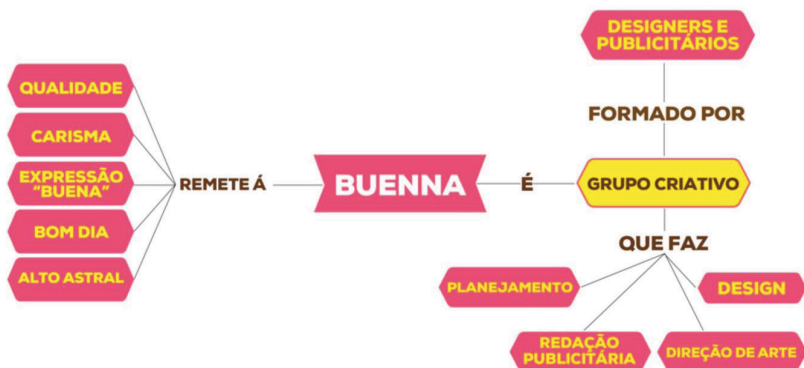 DESIGNERS E
PUBLICITÁRIOS
FORMADO POR
QUALIDADE
CARISMA
EXPRESSÃO
"BUENA"
BOM DIA
ALTO ASTRAL
REMETE Á
BUENNA
É
GRUPO CRIATIVO
QUE FAZ
PLANEJAMENTO
DESIGN
REDAÇÃO
PUBLICITÁRIA
DIREÇÃO DE ARTE